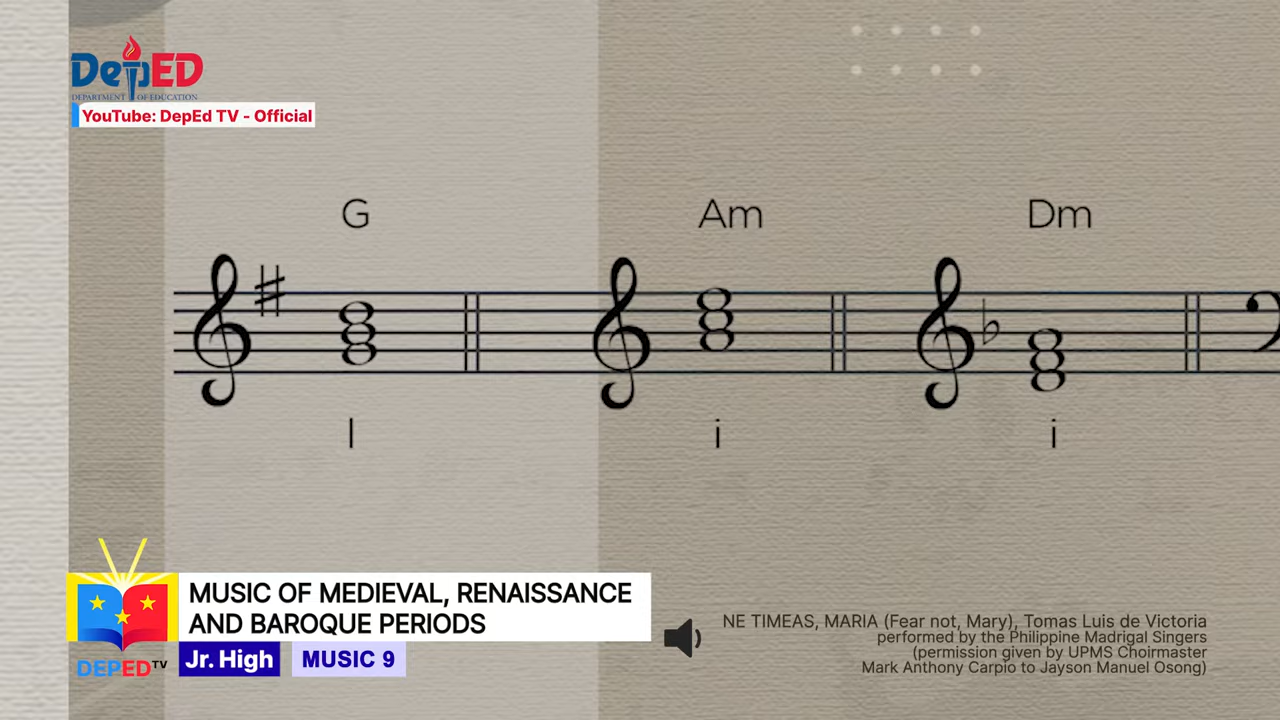 DepED
DEPARTMENT OF EDUCATION
YouTube: DepEd TV - Official
G
Am
Dm
I
i
i
MUSIC OF MEDIEVAL, RENAISSANCE
AND BAROQUE PERIODS
DEPED TV
Jr. High
MUSIC 9
NE TIMEAS, MARIA (Fear not, Mary), Tomas Luis de Victoria
performed by the Philippine Madrigal Singers
(permission given by UPMS Choirmaster
Mark Anthony Carpio to Jayson Manuel Osong)